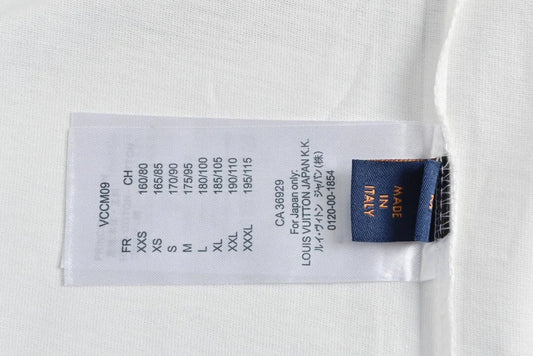 VCCM09
FR CH
XXS 160/80
XS 165/85
S 170/90
M 175/95
L 180/100
XL 185/105
XXL 190/110
XXXL 195/115
CA 36929
For Japan only:
LOUIS VUITTON JAPAN K.K.
ルイ・ヴィトン ジャパン(株)
0120-00-1854
MADE
IN
ITALY